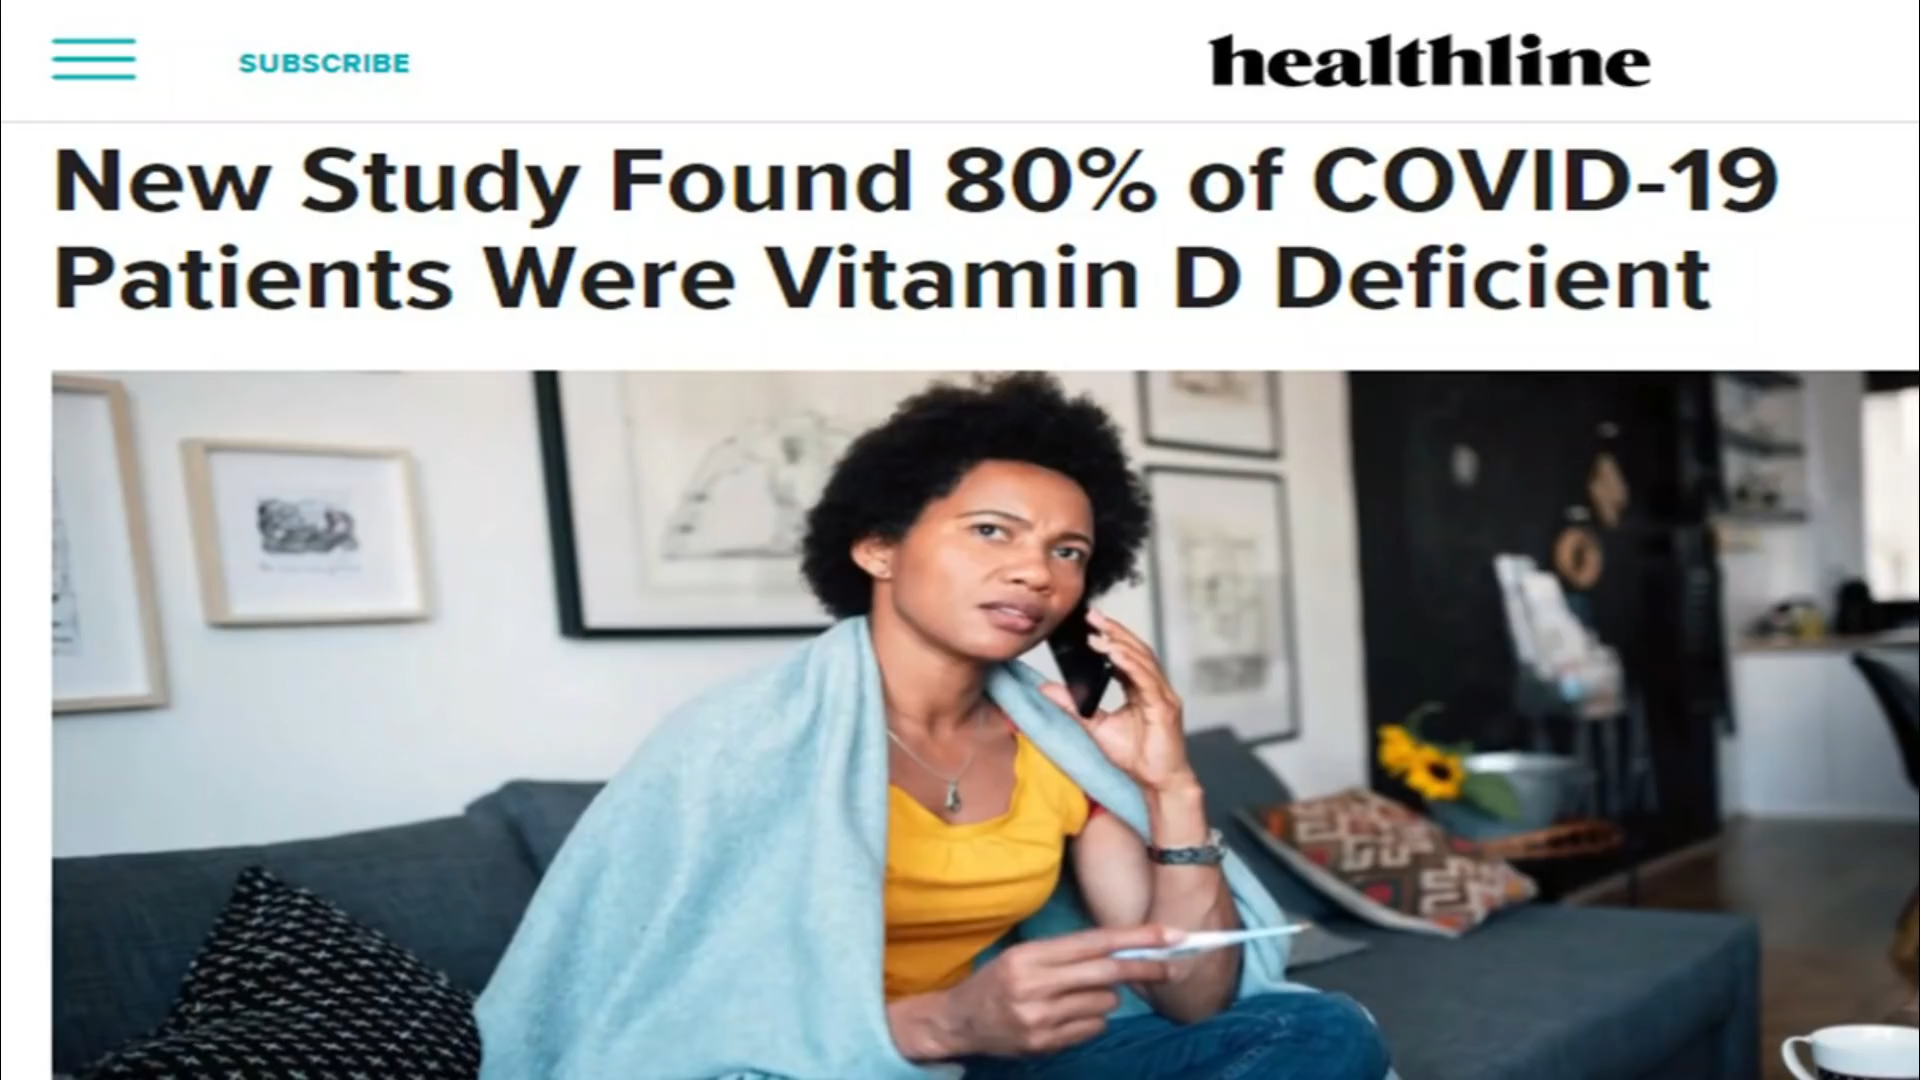 SUBSCRIBE
healthline
New Study Found 80% of COVID-19
Patients Were Vitamin D Deficient